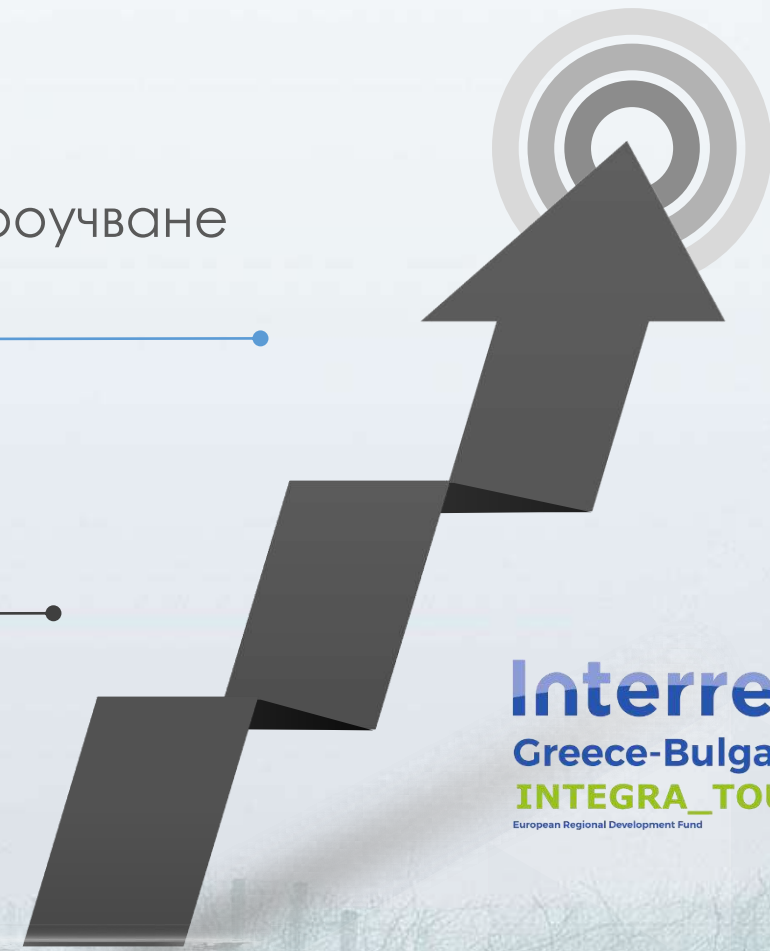 роучване
Interre
Greece-Bulga
INTEGRA_TOU
European Regional Development Fund